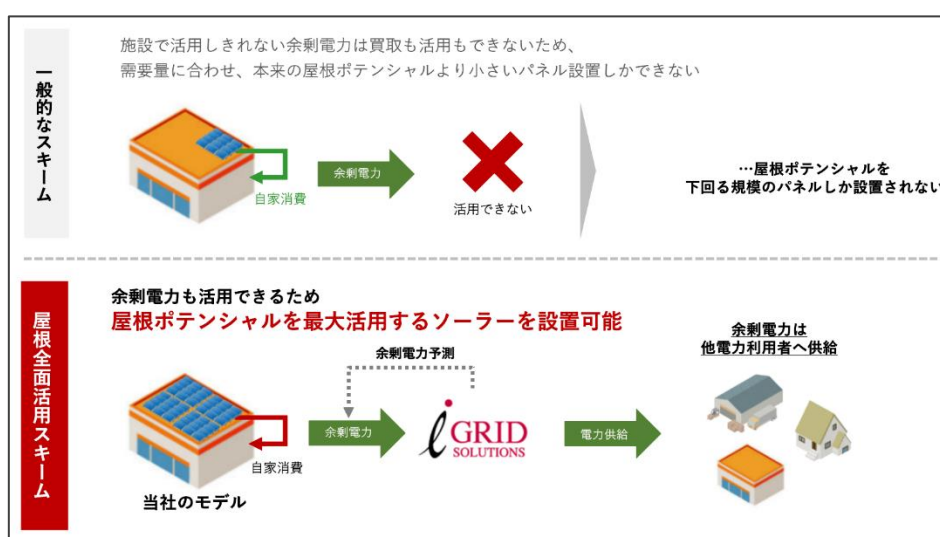 一般的なスキーム
施設で活用しきれない余剰電力は買取も活用もできないため、
需要量に合わせ、本来の屋根ポテンシャルより小さいパネル設置しかできない
自家消費
余剰電力
活用できない
…屋根ポテンシャルを
下回る規模のパネルしか設置されない
屋根全面活用スキーム
余剰電力も活用できるため
屋根ポテンシャルを最大活用するソーラーを設置可能
余剰電力予測
自家消費
当社のモデル
余剰電力
i GRID
SOLUTIONS
電力供給
余剰電力は
他電力利用者へ供給